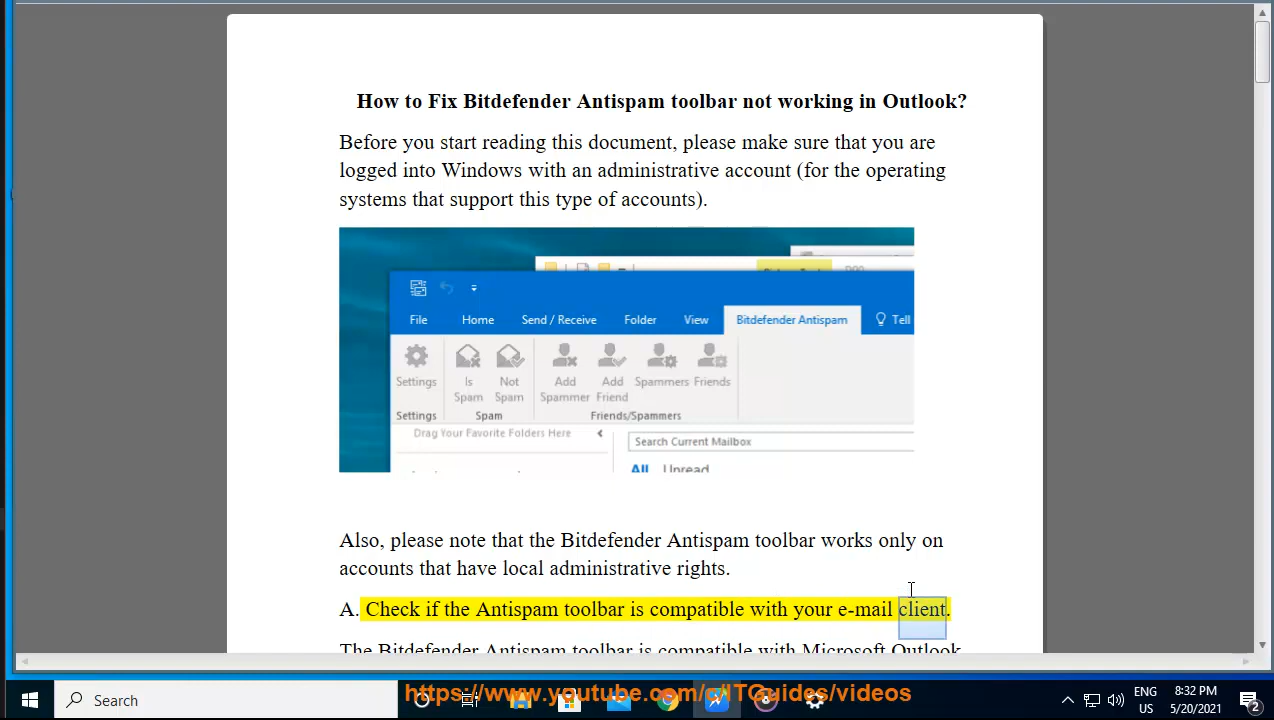 How to Fix Bitdefender Antispam toolbar not working in Outlook?
Before you start reading this document, please make sure that you are
logged into Windows with an administrative account (for the operating
systems that support this type of accounts).
File Home Send / Receive Folder View Bitdefender Antispam Tell
Settings Is Spam Not Spam Add Spammer Add Friend Spammers Friends
Settings Spam Friends/Spammers
Drag Your Favorite Folders Here
Search Current Mailbox
All Unread
Also, please note that the Bitdefender Antispam toolbar works only on
accounts that have local administrative rights.
A. Check if the Antispam toolbar is compatible with your e-mail client.
The Bitdefender Antispam toolbar is compatible with Microsoft Outlook
https://www.youtube.com/c/ITGuides/videos
Search
ENG
US
8:32 PM
5/20/2021
2